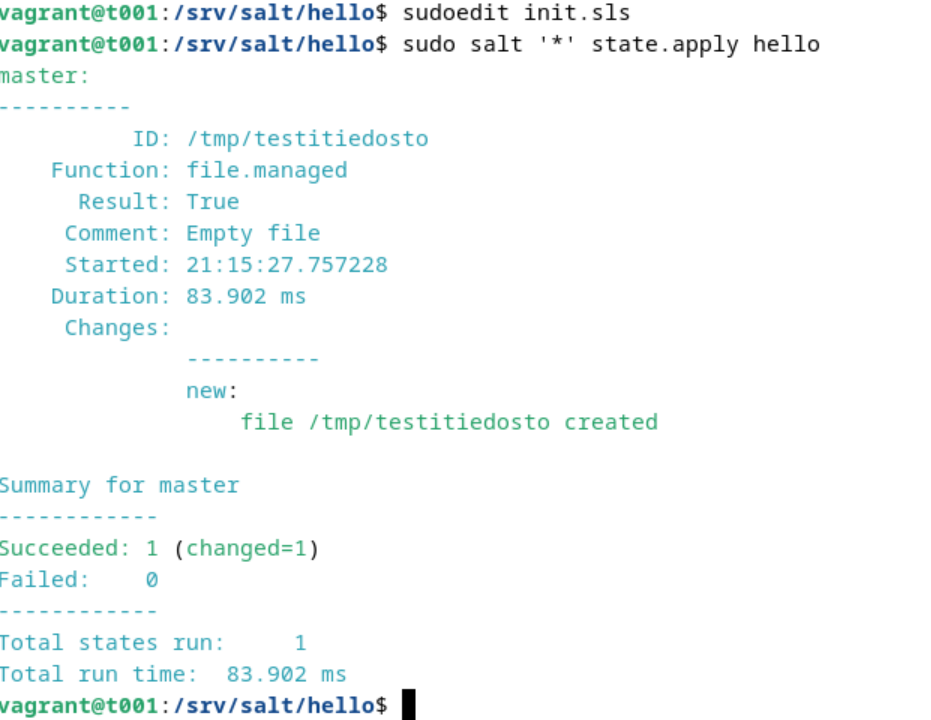 vagrant@t001:/srv/salt/hello$ sudoedit init.sls
vagrant@t001:/srv/salt/hello$ sudo salt '*' state.apply hello
master:
----------
          ID: /tmp/testitiedosto
    Function: file.managed
      Result: True
     Comment: Empty file
     Started: 21:15:27.757228
    Duration: 83.902 ms
     Changes:
              ----------
              new:
                  file /tmp/testitiedosto created

Summary for master
------------
Succeeded: 1 (changed=1)
Failed:    0
------------
Total states run:     1
Total run time:  83.902 ms
vagrant@t001:/srv/salt/hello$